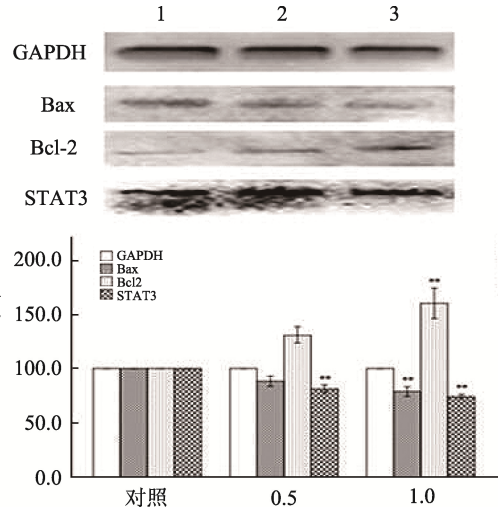 1 2 3
GAPDH
Bax
Bcl-2
STAT3
200.0
150.0
100.0
50.0
0.0
GAPDH
Bax
Bcl2
STAT3
**
**
**
**
对照 0.5 1.0